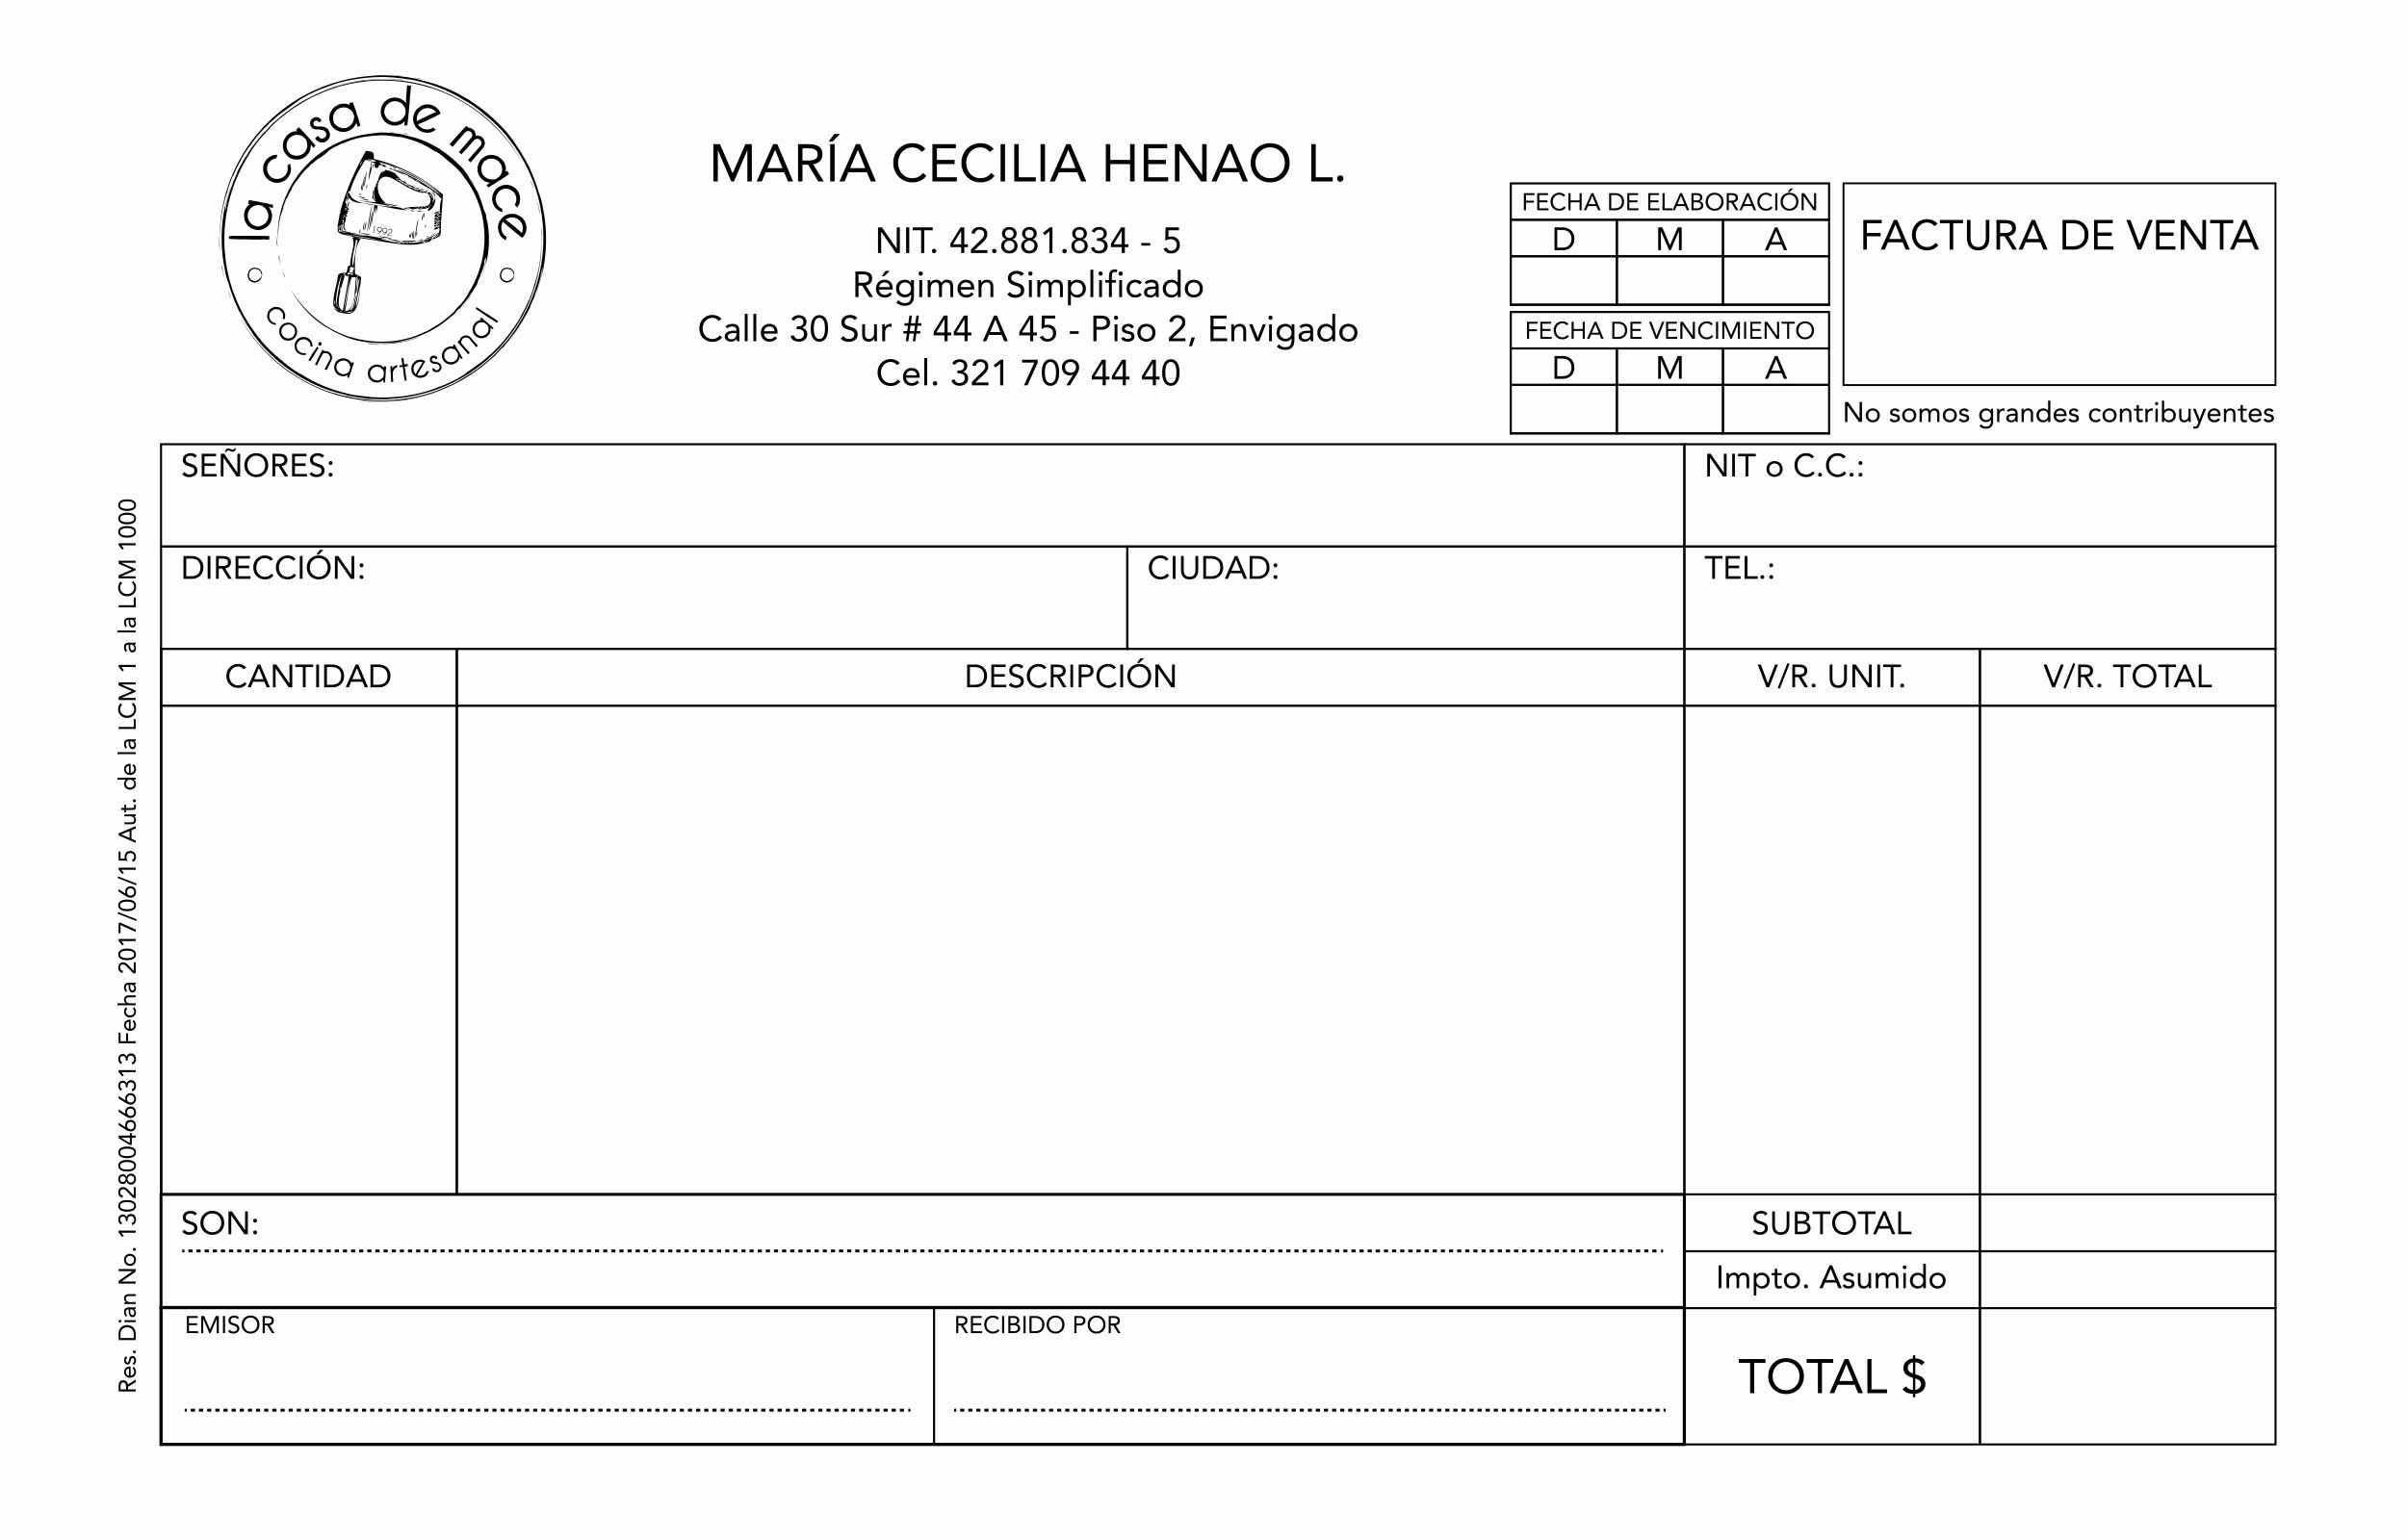 la casa de mace
1992
cocina artesanal
MARÍA CECILIA HENAO L.
NIT. 42.881.834 - 5
Régimen Simplificado
Calle 30 Sur # 44 A 45 - Piso 2, Envigado
Cel. 321 709 44 40
FECHA DE ELABORACIÓN
D M A
FECHA DE VENCIMIENTO
D M A
FACTURA DE VENTA
No somos grandes contribuyentes
SEÑORES:
NIT o C.C.:
DIRECCIÓN:
CIUDAD:
TEL.:
CANTIDAD
DESCRIPCIÓN
V/R. UNIT.
V/R. TOTAL
SON:
SUBTOTAL
Impto. Asumido
EMISOR
RECIBIDO POR
TOTAL $
Res. Dian No. 13028004666313 Fecha 2017/06/15 Aut. de la LCM 1 a la LCM 1000